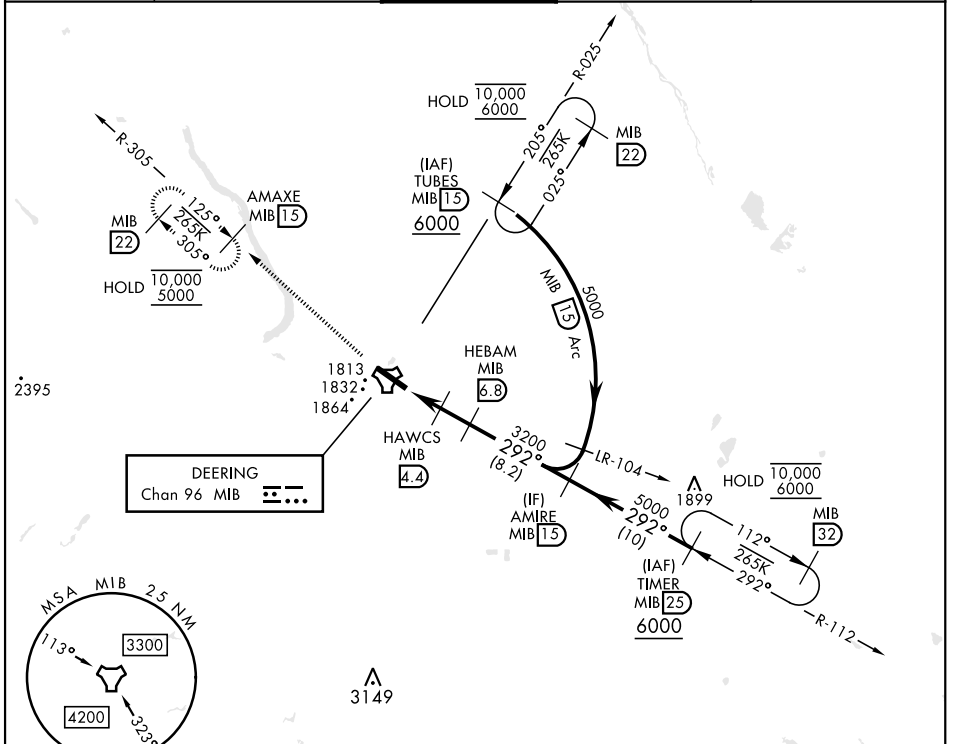 R-025
HOLD 10,000
6000
205°
265K
025°
MIB
22
(IAF)
TUBES
MIB 15
6000
R-305
125°
265K
305°
AMAXE
MIB 15
MIB
22
HOLD 10,000
5000
MIB 15 Arc
5000
2395
1813
1832
1864
HEBAM
MIB
6.8
HAWCS
MIB
4.4
3200
292°
(8.2)
LR-104
DEERING
Chan 96 MIB
(IF)
AMIRE
MIB 15
5000
292°
(10)
1899
HOLD 10,000
6000
MIB
32
112°
265K
292°
(IAF)
TIMER
MIB 25
6000
R-112
MSA MIB 25 NM
113°
3300
4200
323°
3149